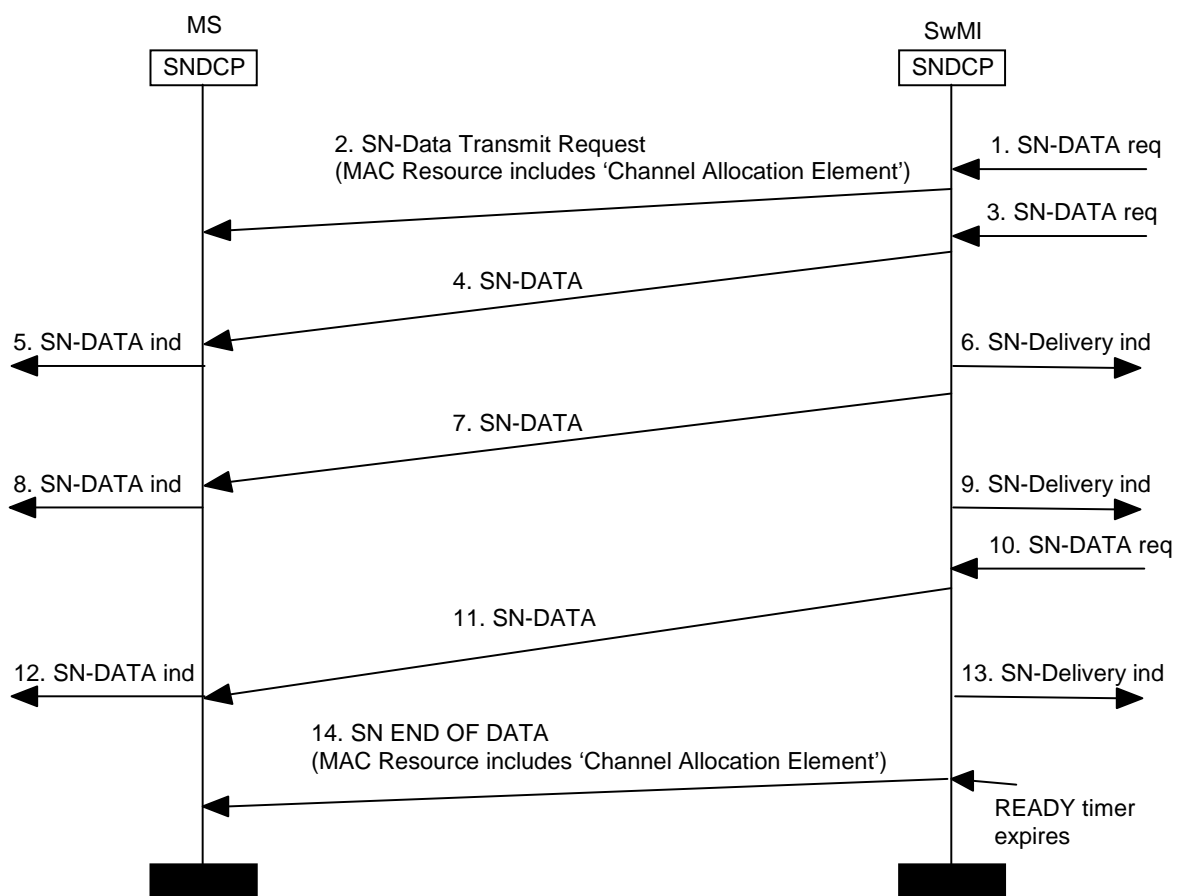 MS
SwMI
SNDCP
SNDCP
2. SN-Data Transmit Request
(MAC Resource includes ‘Channel Allocation Element’)
1. SN-DATA req
3. SN-DATA req
4. SN-DATA
5. SN-DATA ind
6. SN-Delivery ind
7. SN-DATA
8. SN-DATA ind
9. SN-Delivery ind
10. SN-DATA req
11. SN-DATA
12. SN-DATA ind
13. SN-Delivery ind
14. SN END OF DATA
(MAC Resource includes ‘Channel Allocation Element’)
READY timer
expires